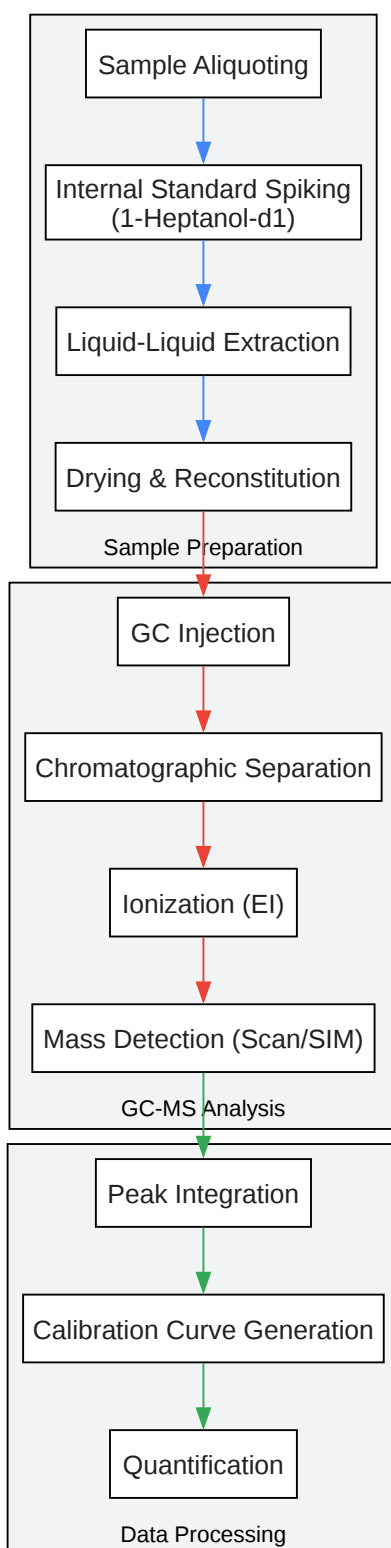 Sample Aliquoting
Internal Standard Spiking
(1-Heptanol-d1)
Liquid-Liquid Extraction
Drying & Reconstitution
Sample Preparation
GC Injection
Chromatographic Separation
Ionization (EI)
Mass Detection (Scan/SIM)
GC-MS Analysis
Peak Integration
Calibration Curve Generation
Quantification
Data Processing